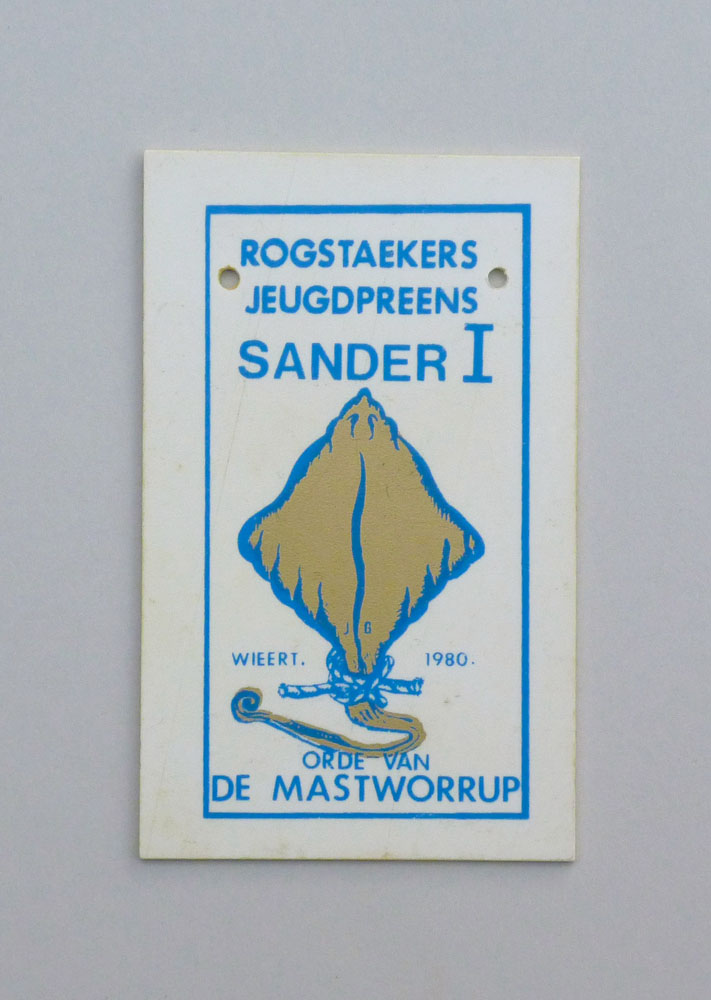 ROGSTAEKERS
JEUGDPREENS
SANDER I
J G
WIEERT. 1980.
ORDE VAN
DE MASTWORRUP